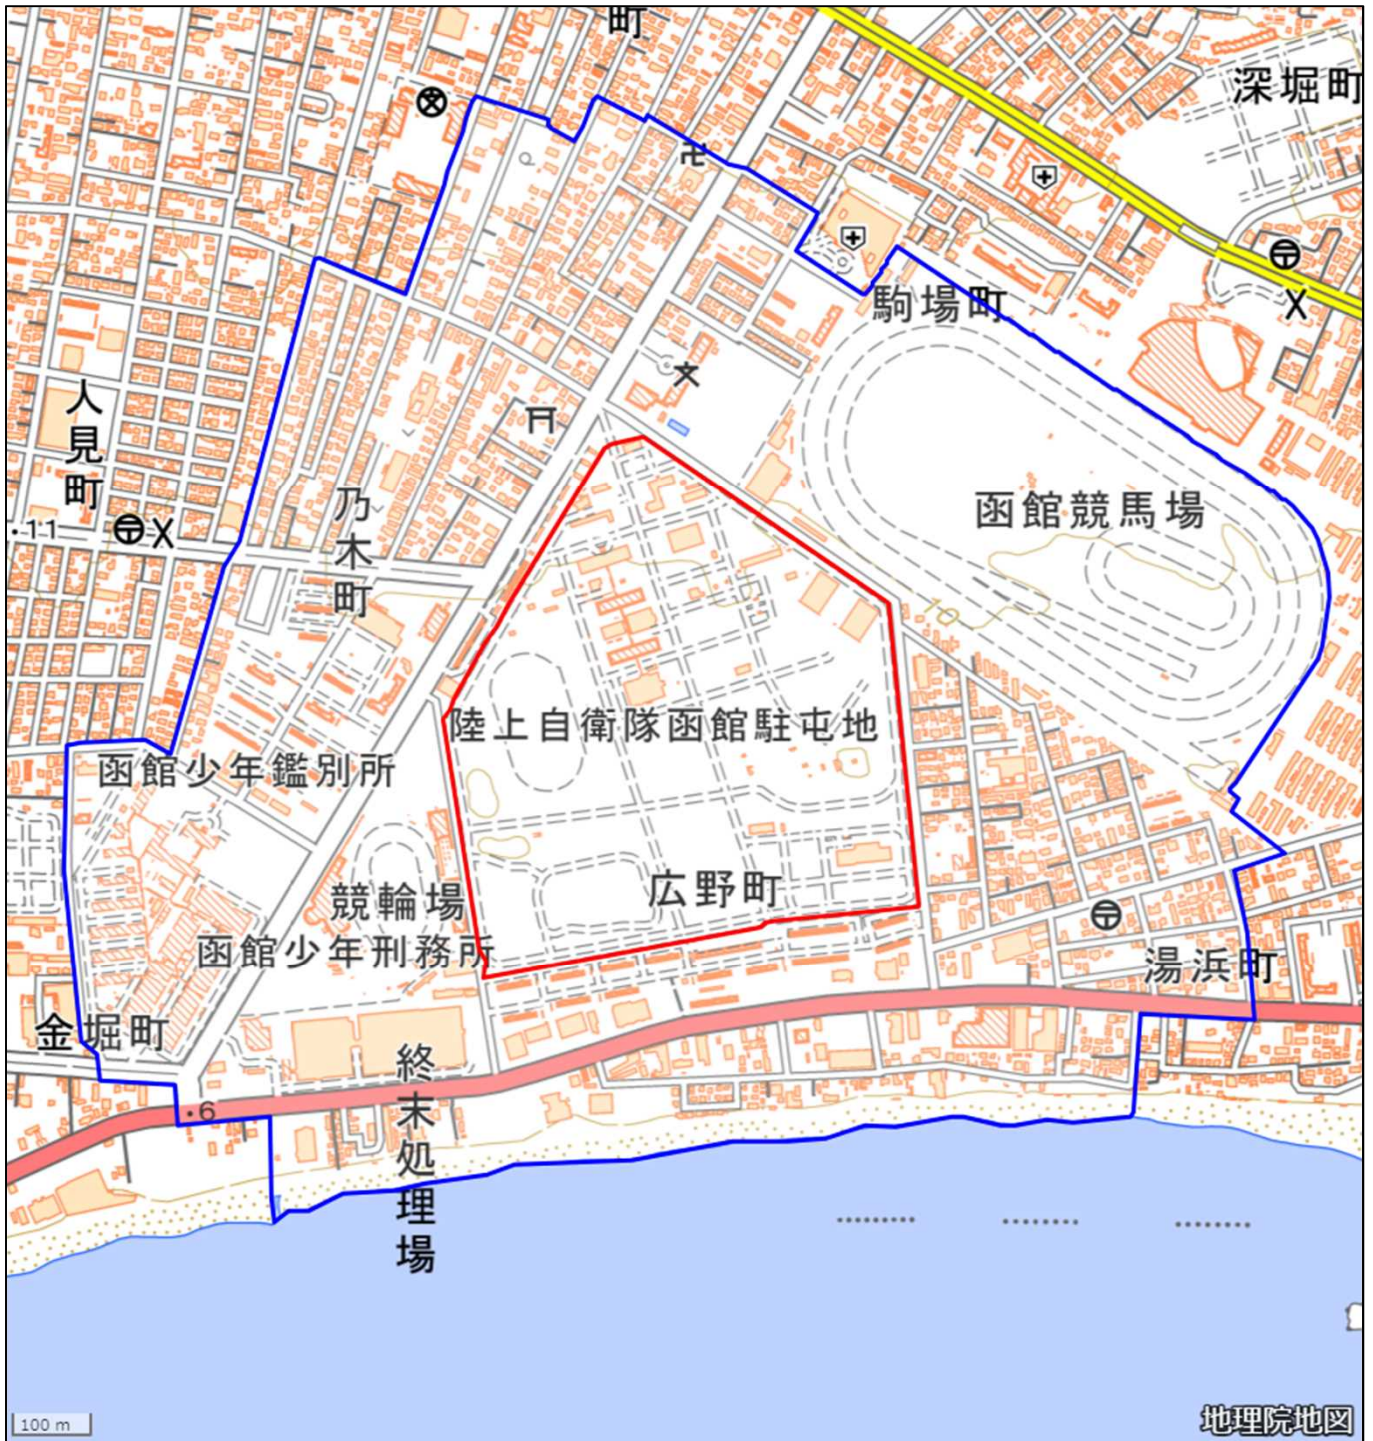 町
深堀町
駒場町
人見町
函館競馬場
・11
乃木町
10
陸上自衛隊函館駐屯地
函館少年鑑別所
広野町
競輪場
函館少年刑務所
湯浜町
金堀町
終末処理場
・6
100 m
地理院地図